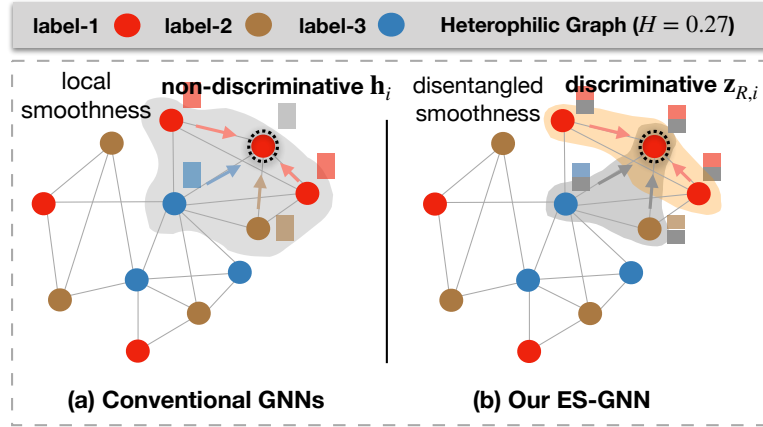 label-1 label-2 label-3 Heterophilic Graph (H = 0.27)
local smoothness
non-discriminative h_i
disentangled smoothness
discriminative z_{R,i}
(a) Conventional GNNs
(b) Our ES-GNN